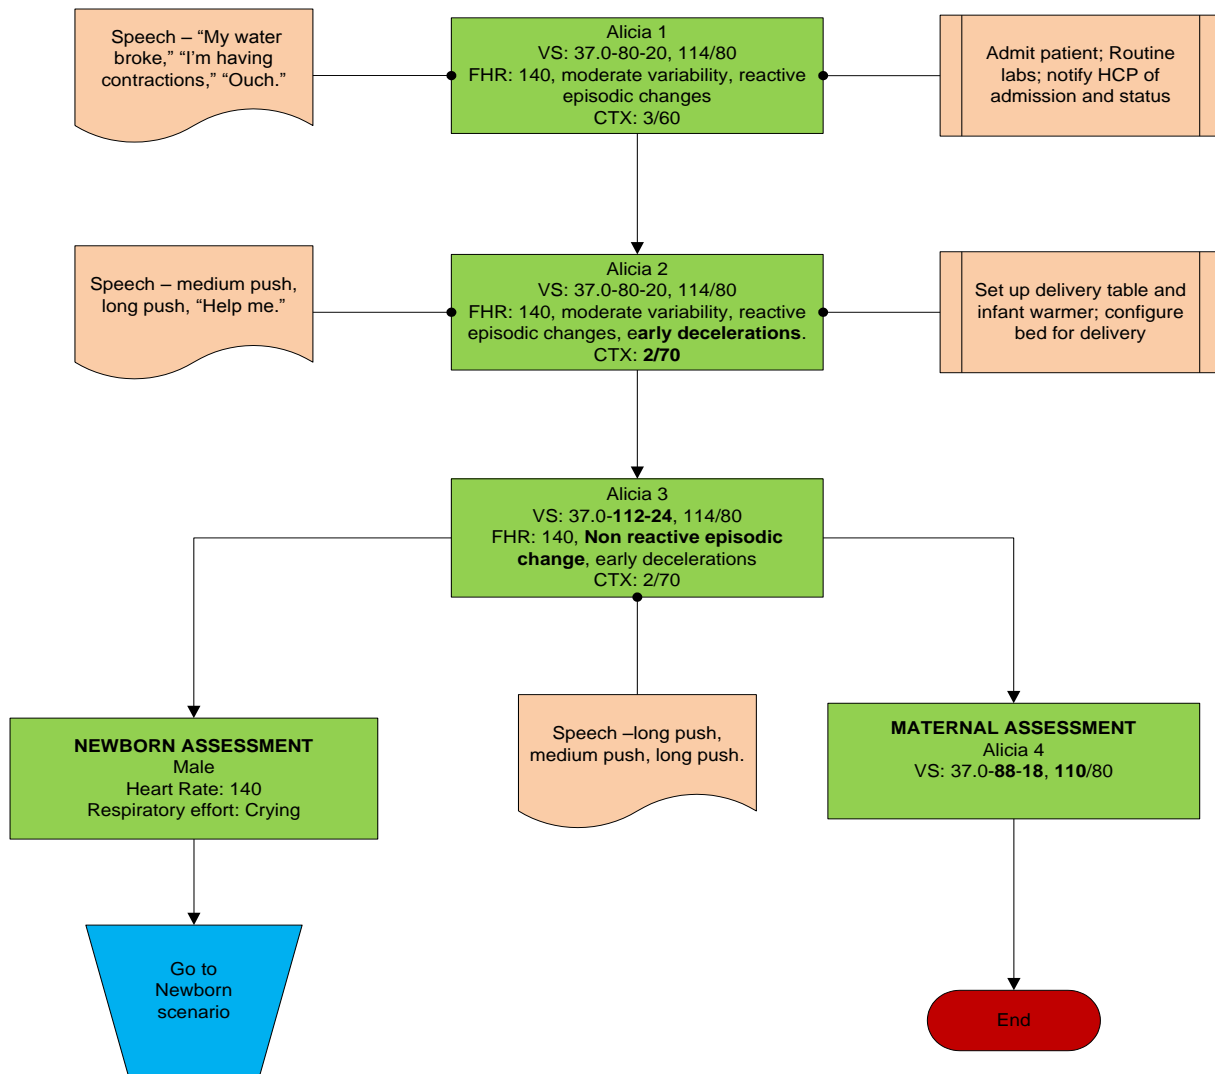 Speech – “My water
broke,” “I’m having
contractions,” “Ouch.”
Alicia 1
VS: 37.0-80-20, 114/80
FHR: 140, moderate variability, reactive
episodic changes
CTX: 3/60
Admit patient; Routine
labs; notify HCP of
admission and status
Speech – medium push,
long push, “Help me.”
Alicia 2
VS: 37.0-80-20, 114/80
FHR: 140, moderate variability, reactive
episodic changes, early decelerations.
CTX: 2/70
Set up delivery table and
infant warmer; configure
bed for delivery
Alicia 3
VS: 37.0-112-24, 114/80
FHR: 140, Non reactive episodic
change, early decelerations
CTX: 2/70
NEWBORN ASSESSMENT
Male
Heart Rate: 140
Respiratory effort: Crying
Speech –long push,
medium push, long push.
MATERNAL ASSESSMENT
Alicia 4
VS: 37.0-88-18, 110/80
Go to
Newborn
scenario
End